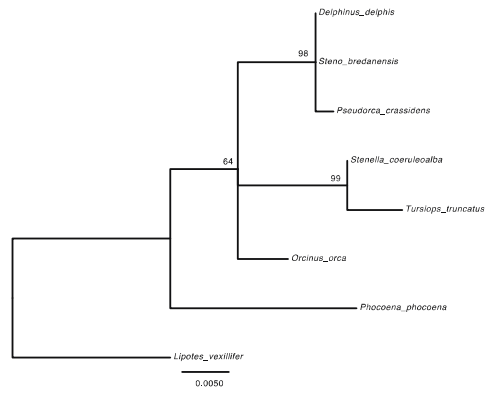 Delphinus_delphis
98
Steno_bredanensis
Pseudorca_crassidens
64
Stenella_coeruleoalba
99
Tursiops_truncatus
Orcinus_orca
Phocoena_phocoena
Lipotes_vexillifer
0.0050